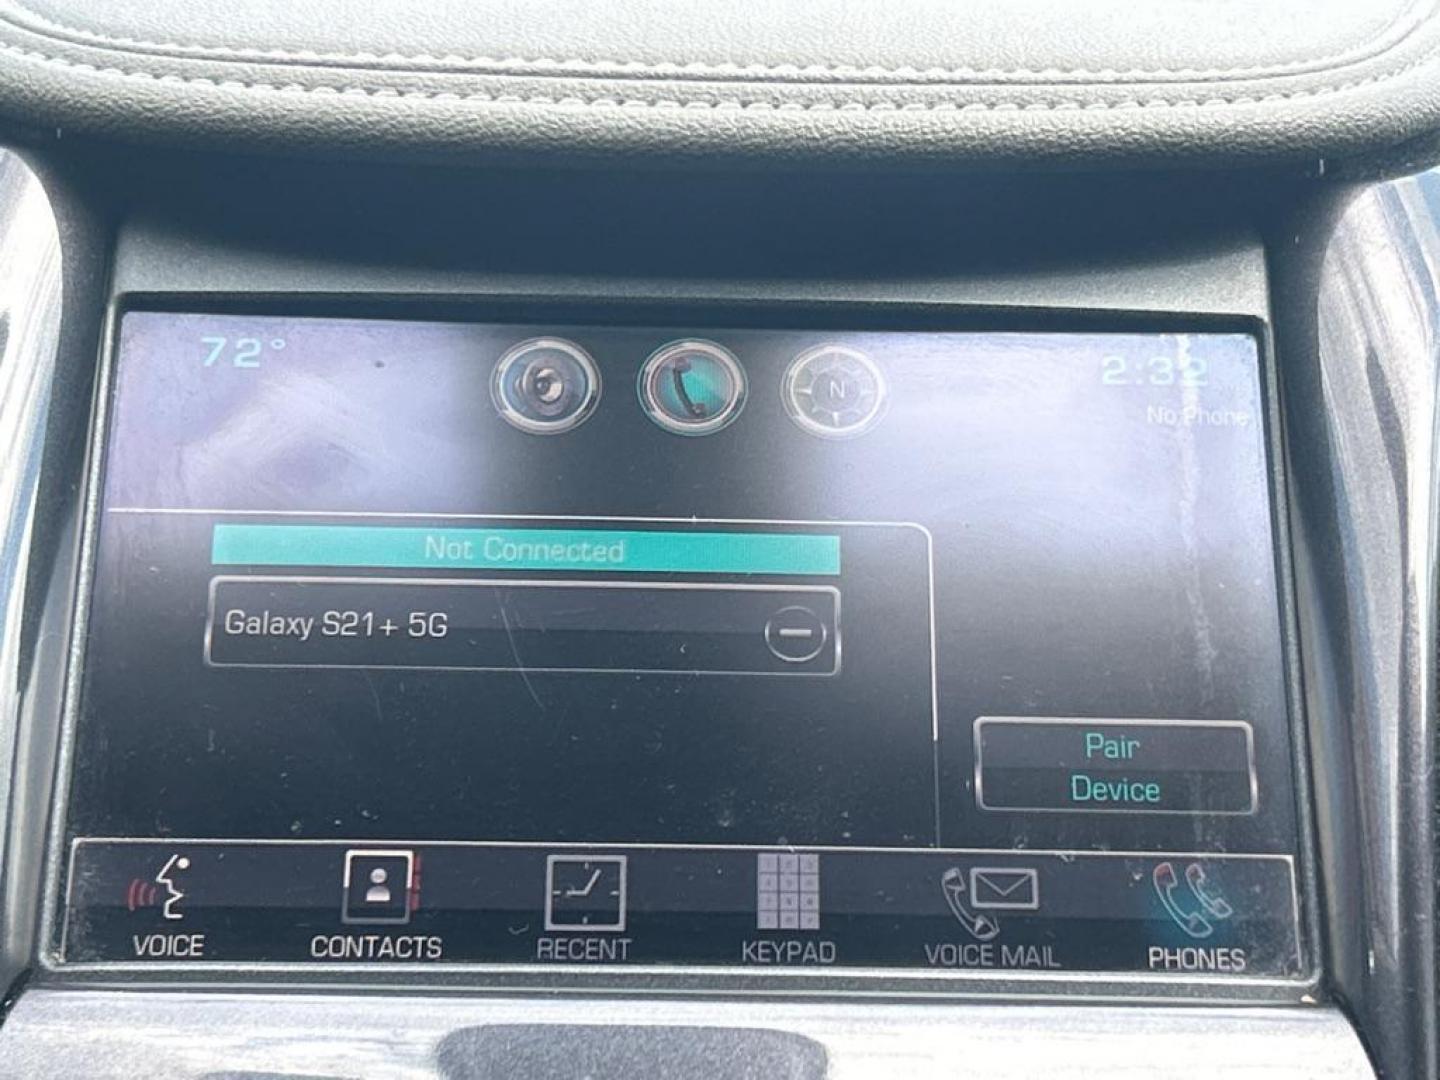 72°
N
2:32
No Phone
Not Connected
Galaxy S21+ 5G
Pair
Device
VOICE
CONTACTS
RECENT
KEYPAD
VOICE MAIL
PHONES